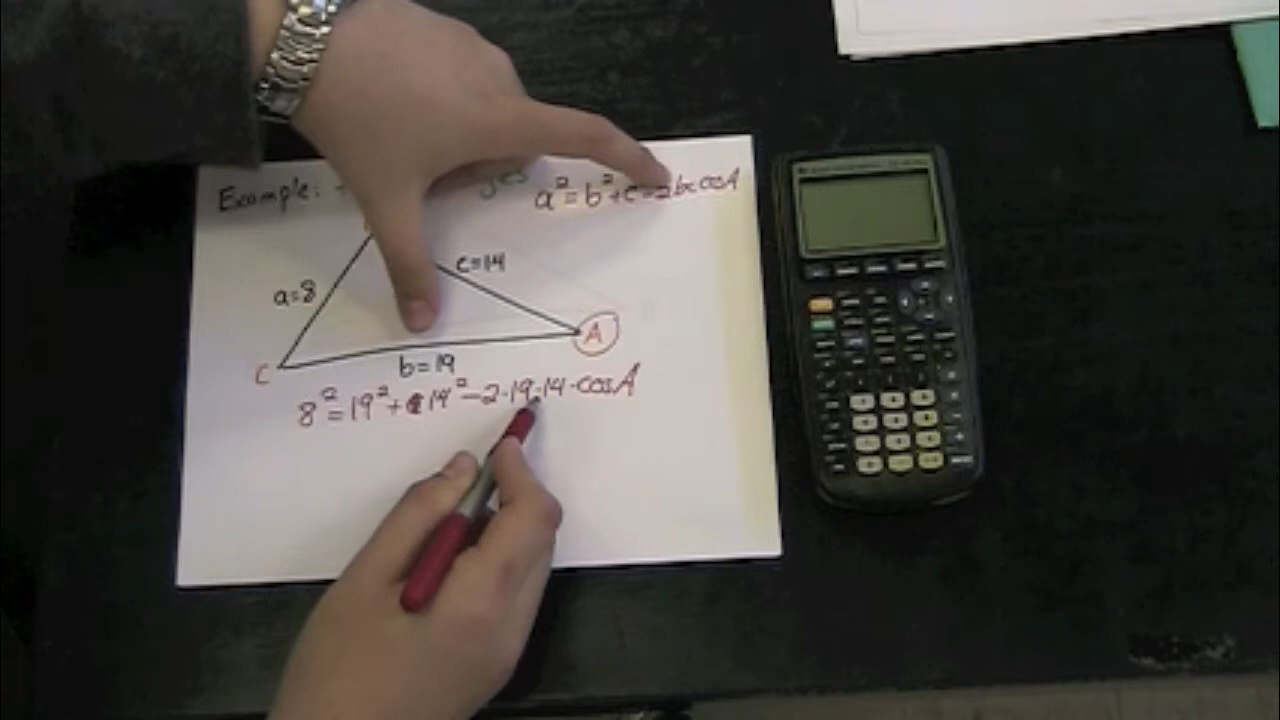 Example:
a² = b² + c² - 2bc cosA
c=14
a=8
A
b=19
C
8² = 19² + 14² - 2·19·14·cosA